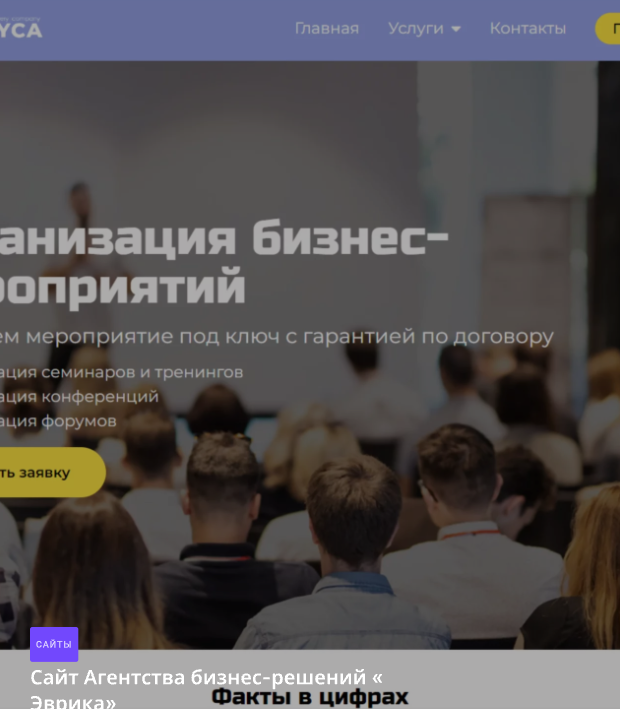 УСА
Главная Услуги Контакты
анизация бизнес-
роприятий
ем мероприятие под ключ с гарантией по договору
ация семинаров и тренингов
ация конференций
ация форумов
ть заявку
САЙТЫ
Сайт Агентства бизнес-решений «
Эврика»
Факты в цифрах